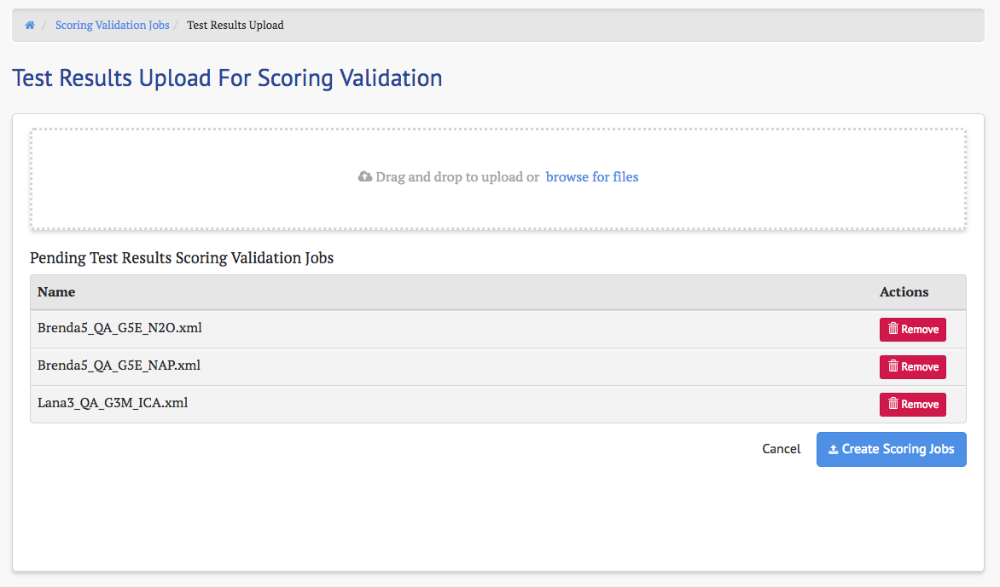 / Scoring Validation Jobs / Test Results Upload
Test Results Upload For Scoring Validation
Drag and drop to upload or browse for files
Pending Test Results Scoring Validation Jobs
Name Actions
Brenda5_QA_G5E_N2O.xml Remove
Brenda5_QA_G5E_NAP.xml Remove
Lana3_QA_G3M_ICA.xml Remove
Cancel Create Scoring Jobs